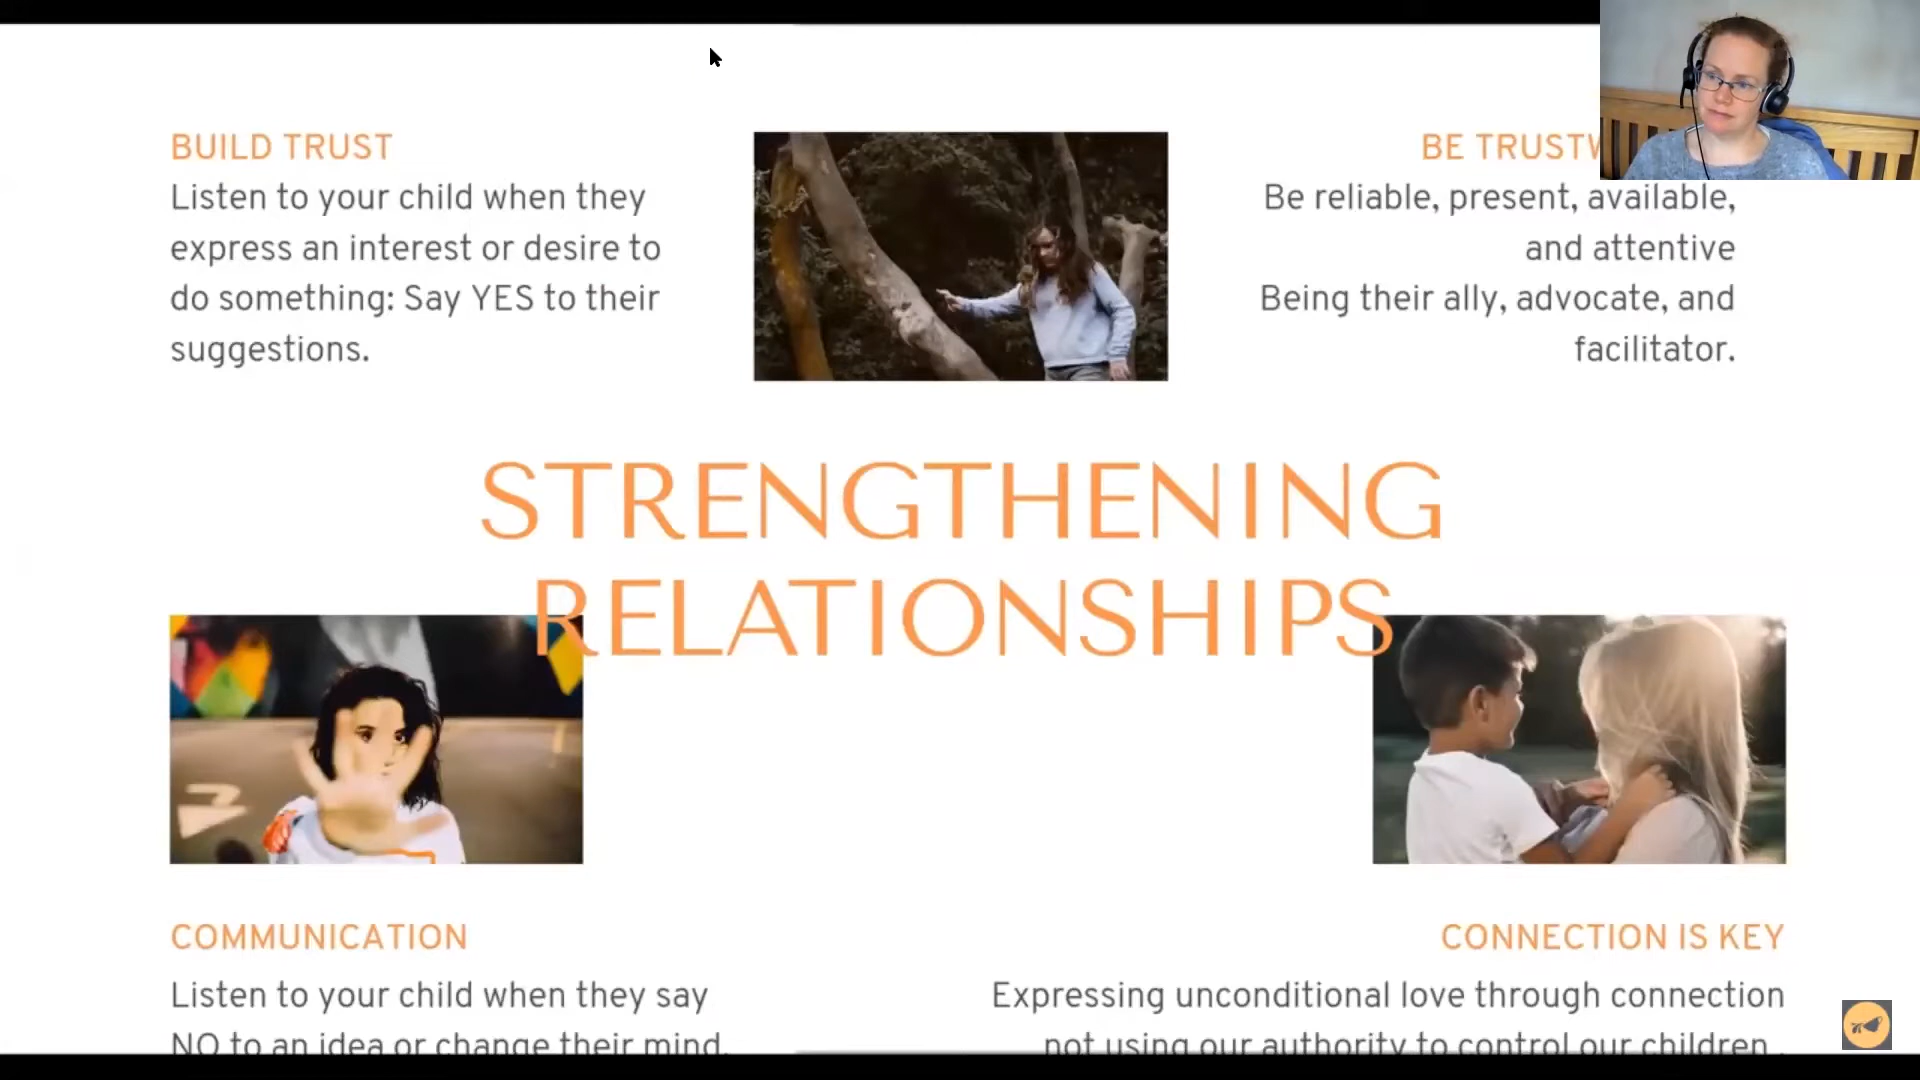 BUILD TRUST
Listen to your child when they
express an interest or desire to
do something: Say YES to their
suggestions.
BE
Be reliable, present, available,
and attentive
Being their ally, advocate, and
facilitator.
STRENGTHENING
RELATIONSHIPS
COMMUNICATION
Listen to your child when they say
NO to an idea or change their mind.
CONNECTION IS KEY
Expressing unconditional love through connection
not using our authority to control our children.